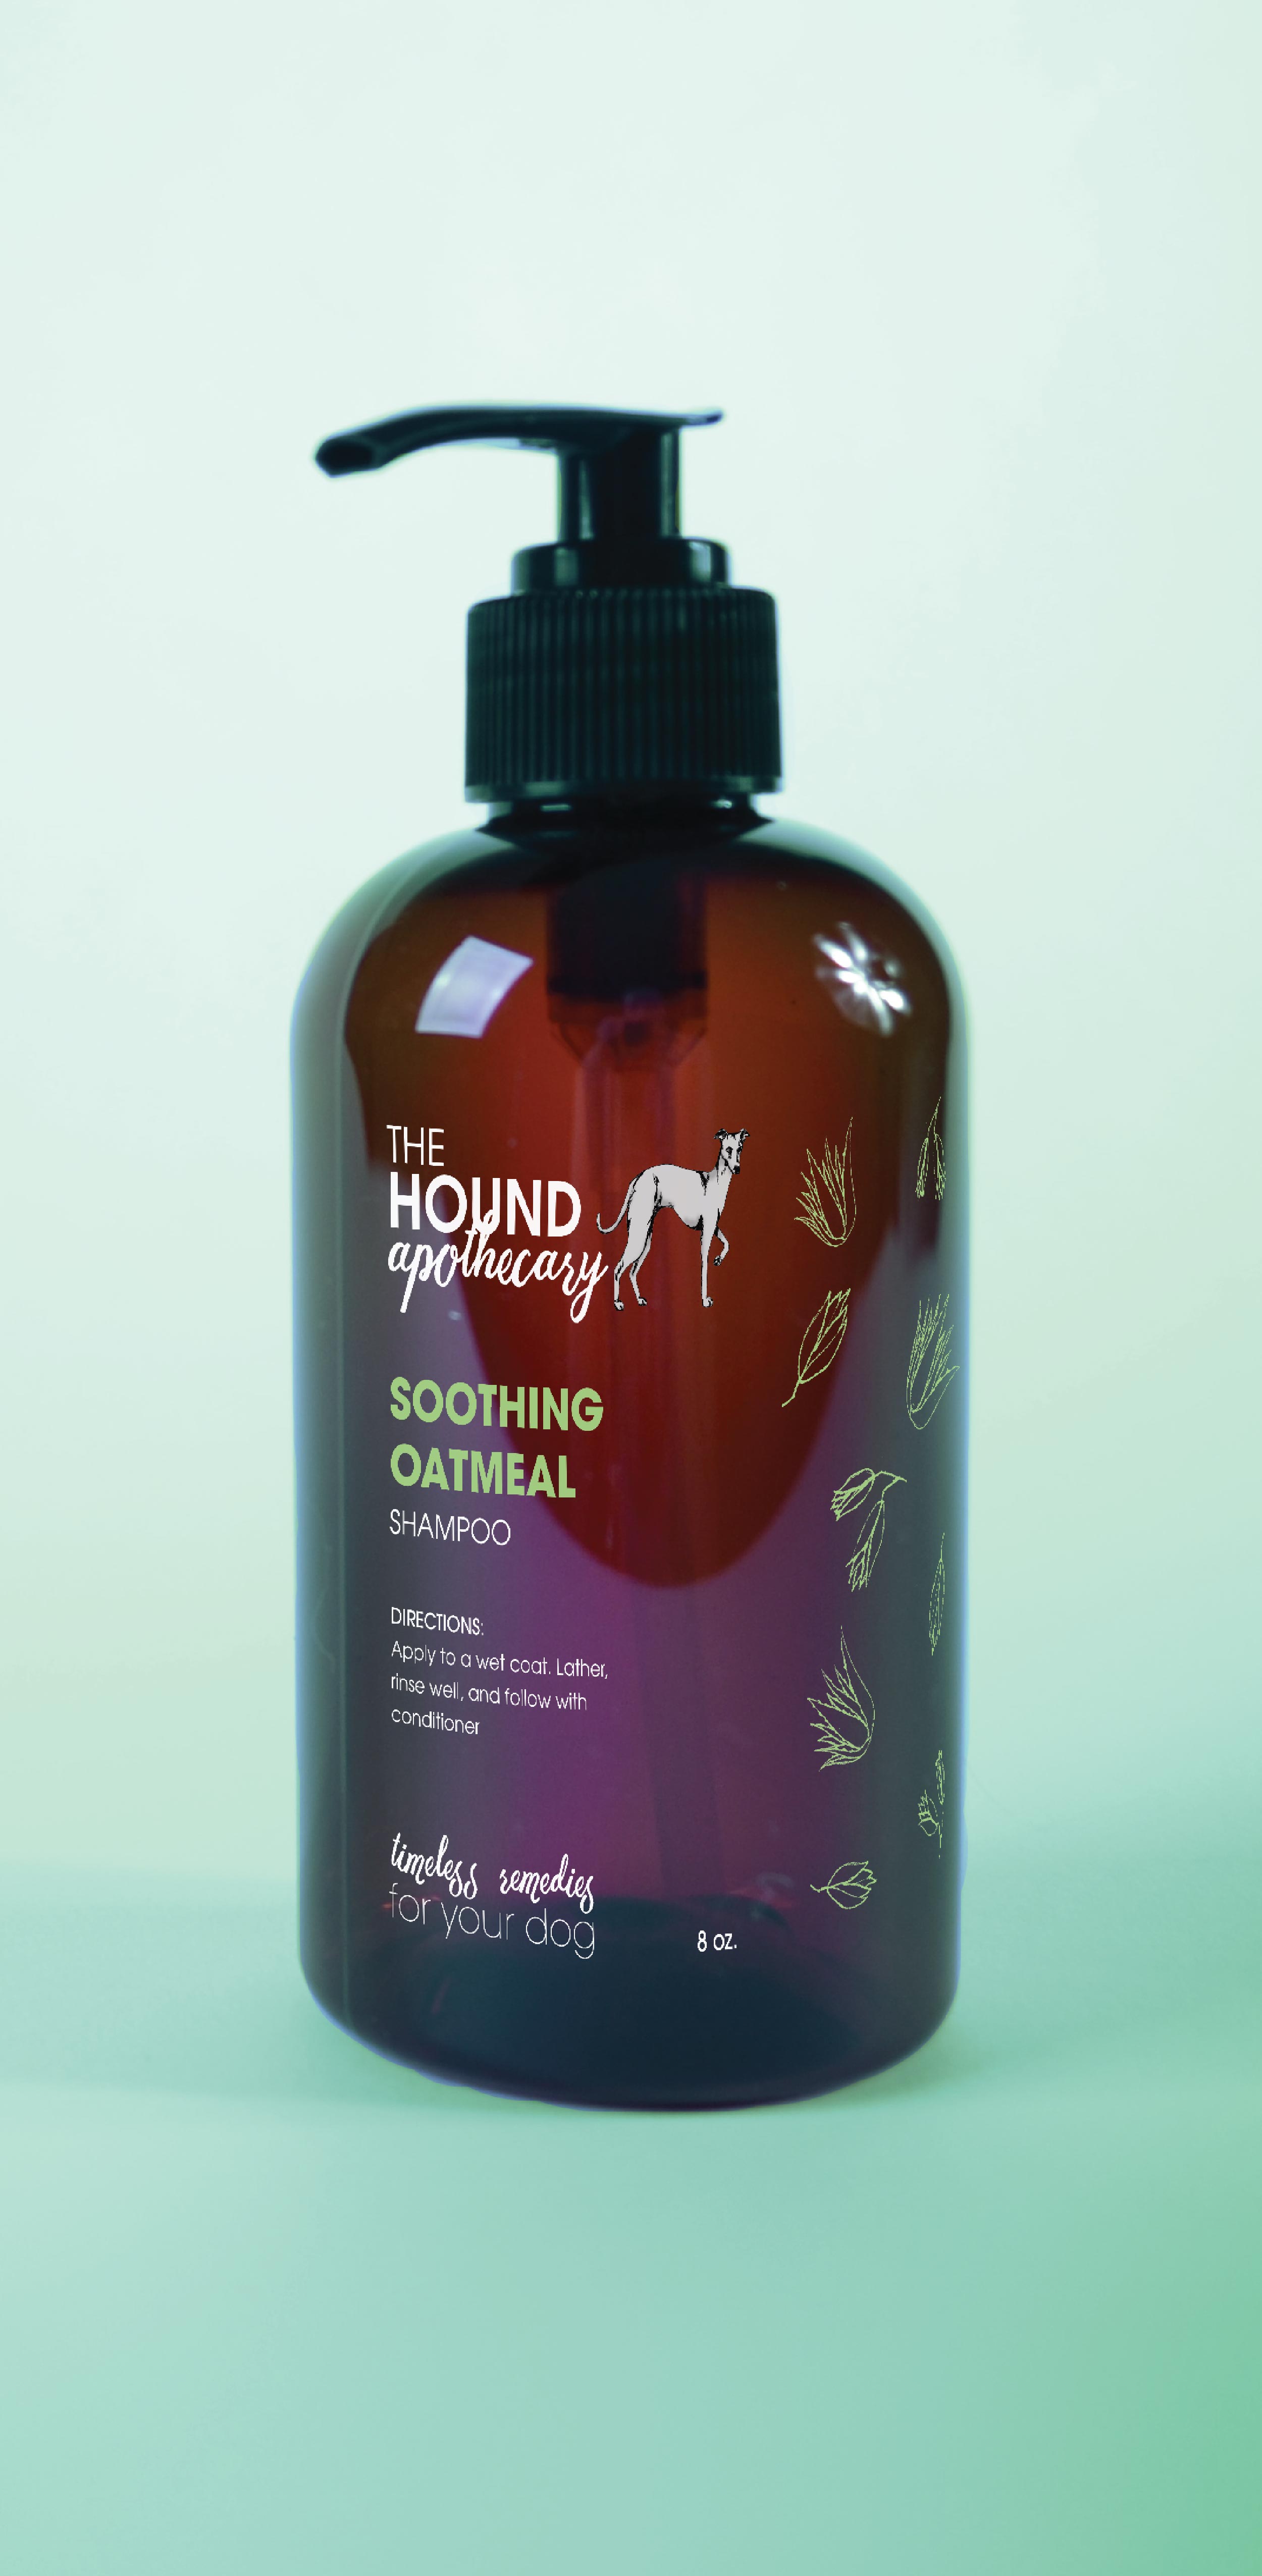 THE
HOUND
apothecary
SOOTHING
OATMEAL
SHAMPOO
DIRECTIONS:
Apply to a wet coat. Lather,
rinse well, and follow with
conditioner
timeless remedies
for your dog
8 oz.